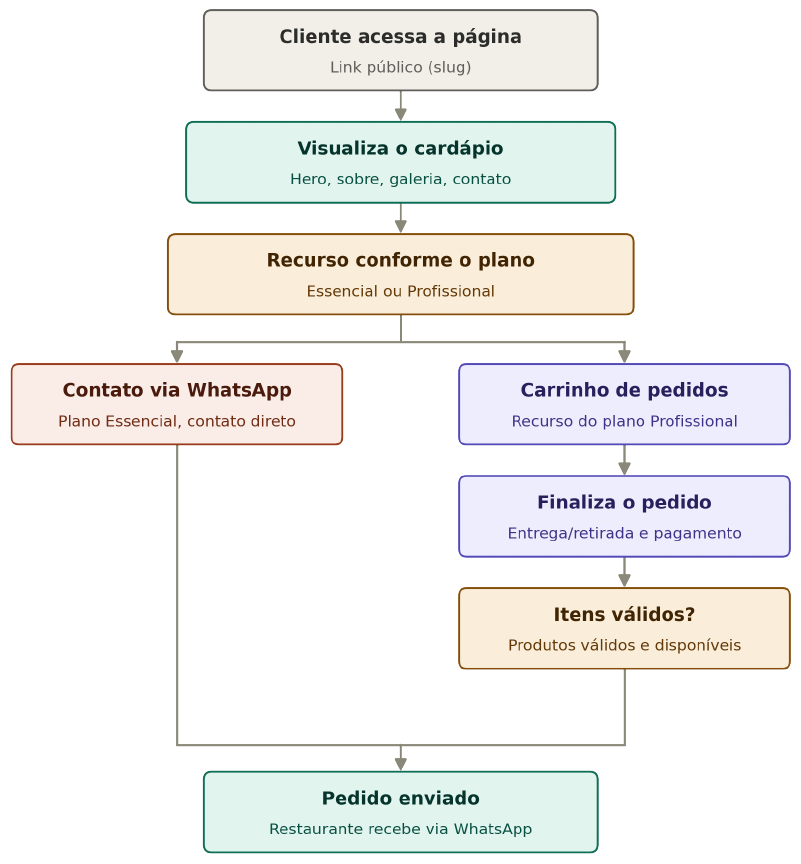 Cliente acessa a página
Link público (slug)
Visualiza o cardápio
Hero, sobre, galeria, contato
Recurso conforme o plano
Essencial ou Profissional
Contato via WhatsApp
Plano Essencial, contato direto
Carrinho de pedidos
Recurso do plano Profissional
Finaliza o pedido
Entrega/retirada e pagamento
Itens válidos?
Produtos válidos e disponíveis
Pedido enviado
Restaurante recebe via WhatsApp